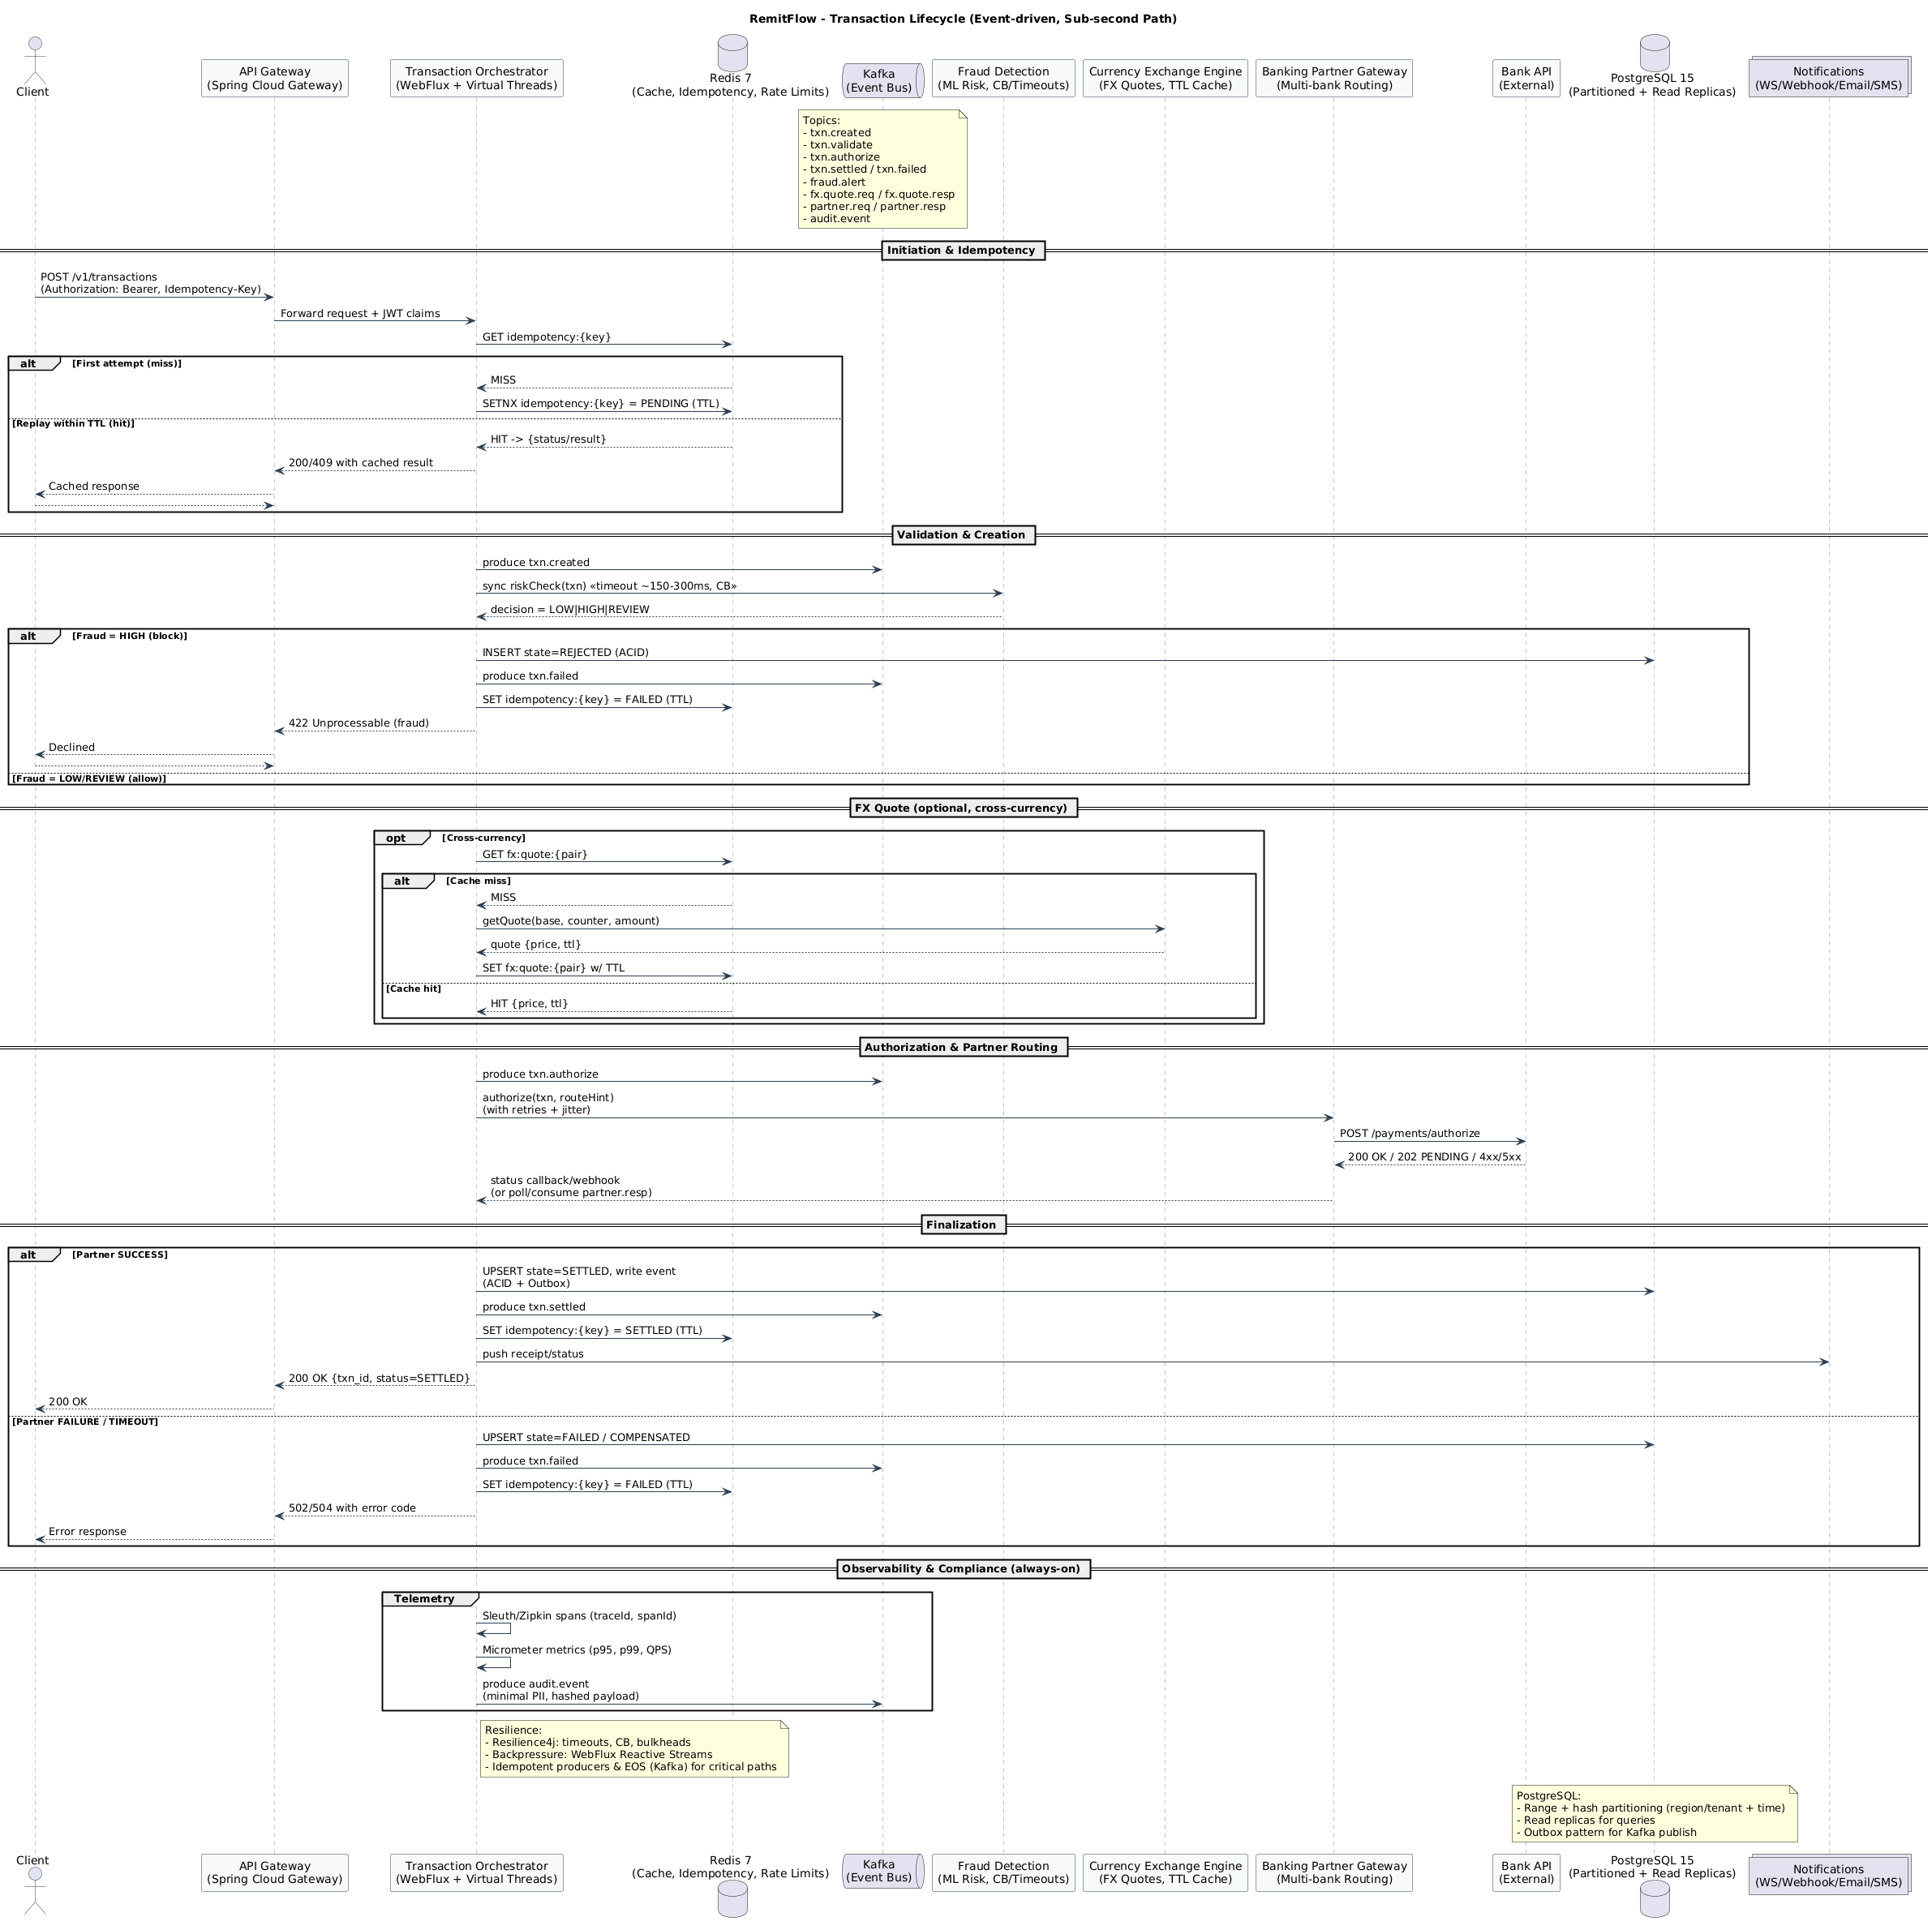 RemitFlow - Transaction Lifecycle (Event-driven, Sub-second Path)
Client
API Gateway
(Spring Cloud Gateway)
Transaction Orchestrator
(WebFlux + Virtual Threads)
Redis 7
(Cache, Idempotency, Rate Limits)
Kafka
(Event Bus)
Fraud Detection
(ML Risk, CB/Timeouts)
Currency Exchange Engine
(FX Quotes, TTL Cache)
Banking Partner Gateway
(Multi-bank Routing)
Bank API
(External)
PostgreSQL 15
(Partitioned + Read Replicas)
Notifications
(WS/Webhook/Email/SMS)
Topics:
- txn.created
- txn.validate
- txn.authorize
- txn.settled / txn.failed
- fraud.alert
- fx.quote.req / fx.quote.resp
- partner.req / partner.resp
- audit.event
Initiation & Idempotency
POST /v1/transactions
(Authorization: Bearer, Idempotency-Key)
Forward request + JWT claims
GET idempotency:{key}
alt [First attempt (miss)]
MISS
SETNX idempotency:{key} = PENDING (TTL)
[Replay within TTL (hit)]
HIT -> {status/result}
200/409 with cached result
Cached response
Validation & Creation
produce txn.created
sync riskCheck(txn) «timeout ~150-300ms, CB»
decision = LOW|HIGH|REVIEW
alt [Fraud = HIGH (block)]
INSERT state=REJECTED (ACID)
produce txn.failed
SET idempotency:{key} = FAILED (TTL)
422 Unprocessable (fraud)
Declined
[Fraud = LOW/REVIEW (allow)]
FX Quote (optional, cross-currency)
opt [Cross-currency]
GET fx:quote:{pair}
alt [Cache miss]
MISS
getQuote(base, counter, amount)
quote {price, ttl}
SET fx:quote:{pair} w/ TTL
[Cache hit]
HIT {price, ttl}
Authorization & Partner Routing
produce txn.authorize
authorize(txn, routeHint)
(with retries + jitter)
POST /payments/authorize
200 OK / 202 PENDING / 4xx/5xx
status callback/webhook
(or poll/consume partner.resp)
Finalization
alt [Partner SUCCESS]
UPSERT state=SETTLED, write event
(ACID + Outbox)
produce txn.settled
SET idempotency:{key} = SETTLED (TTL)
push receipt/status
200 OK {txn_id, status=SETTLED}
200 OK
[Partner FAILURE / TIMEOUT]
UPSERT state=FAILED / COMPENSATED
produce txn.failed
SET idempotency:{key} = FAILED (TTL)
502/504 with error code
Error response
Observability & Compliance (always-on)
Telemetry
Sleuth/Zipkin spans (traceId, spanId)
Micrometer metrics (p95, p99, QPS)
produce audit.event
(minimal PII, hashed payload)
Resilience:
- Resilience4j: timeouts, CB, bulkheads
- Backpressure: WebFlux Reactive Streams
- Idempotent producers & EOS (Kafka) for critical paths
PostgreSQL:
- Range + hash partitioning (region/tenant + time)
- Read replicas for queries
- Outbox pattern for Kafka publish
Client
API Gateway
(Spring Cloud Gateway)
Transaction Orchestrator
(WebFlux + Virtual Threads)
Redis 7
(Cache, Idempotency, Rate Limits)
Kafka
(Event Bus)
Fraud Detection
(ML Risk, CB/Timeouts)
Currency Exchange Engine
(FX Quotes, TTL Cache)
Banking Partner Gateway
(Multi-bank Routing)
Bank API
(External)
PostgreSQL 15
(Partitioned + Read Replicas)
Notifications
(WS/Webhook/Email/SMS)